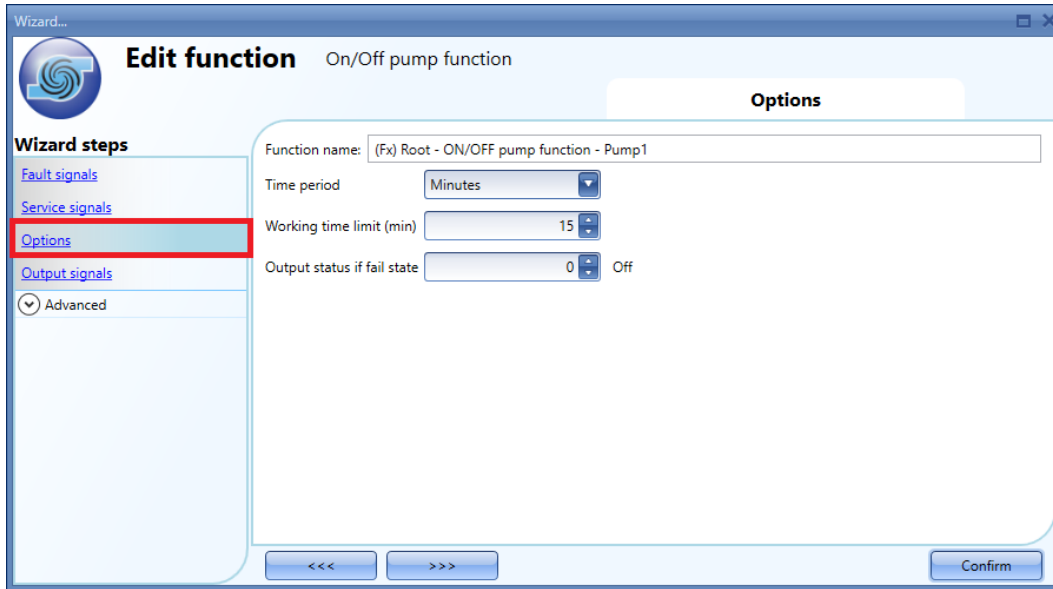 Wizard...
Edit function On/Off pump function
Options
Wizard steps
Fault signals
Service signals
Options
Output signals
Advanced
Function name: (Fx) Root - ON/OFF pump function - Pump1
Time period Minutes
Working time limit (min) 15
Output status if fail state 0 Off
<<< >>> Confirm